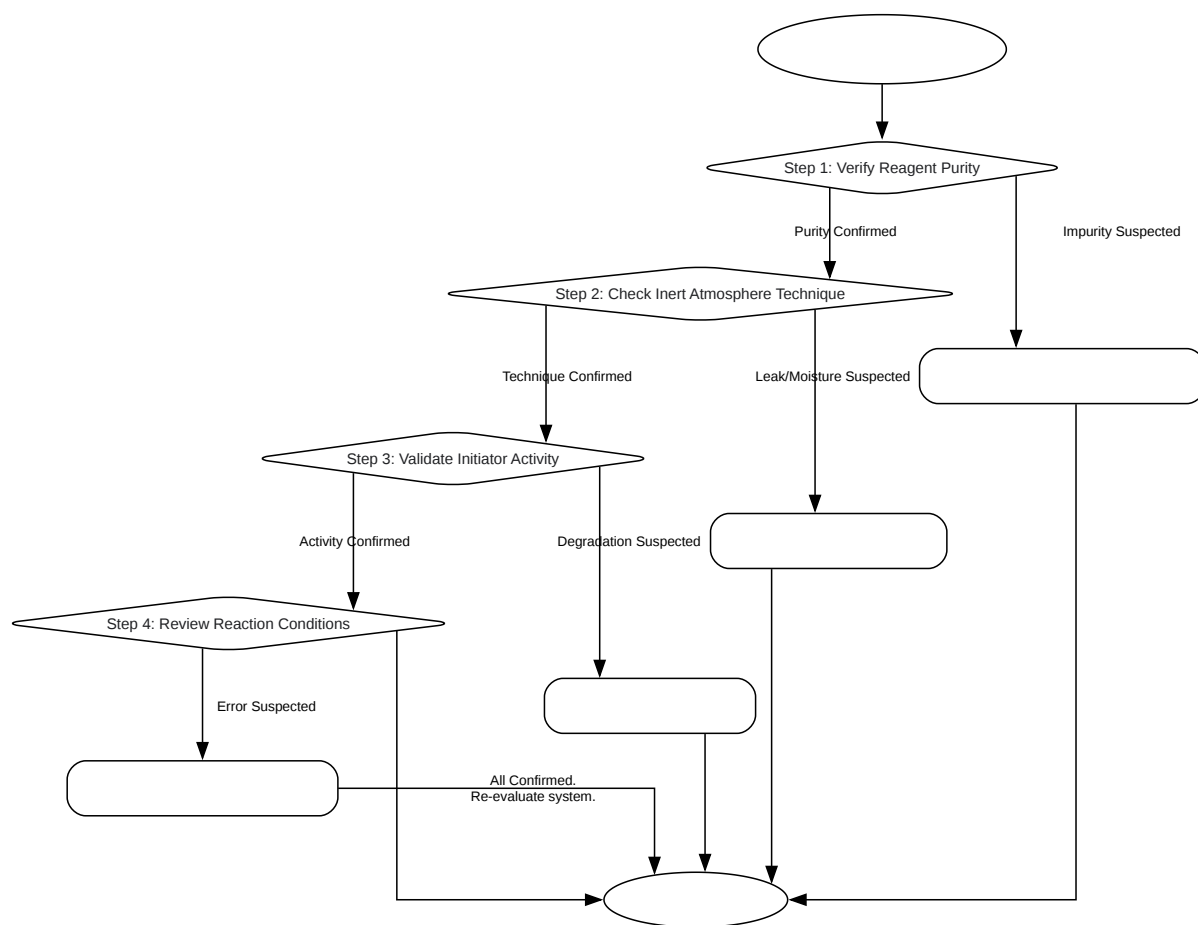 Step 1: Verify Reagent Purity
Purity Confirmed
Impurity Suspected
Step 2: Check Inert Atmosphere Technique
Technique Confirmed
Leak/Moisture Suspected
Step 3: Validate Initiator Activity
Activity Confirmed
Degradation Suspected
Step 4: Review Reaction Conditions
Error Suspected
All Confirmed.
Re-evaluate system.